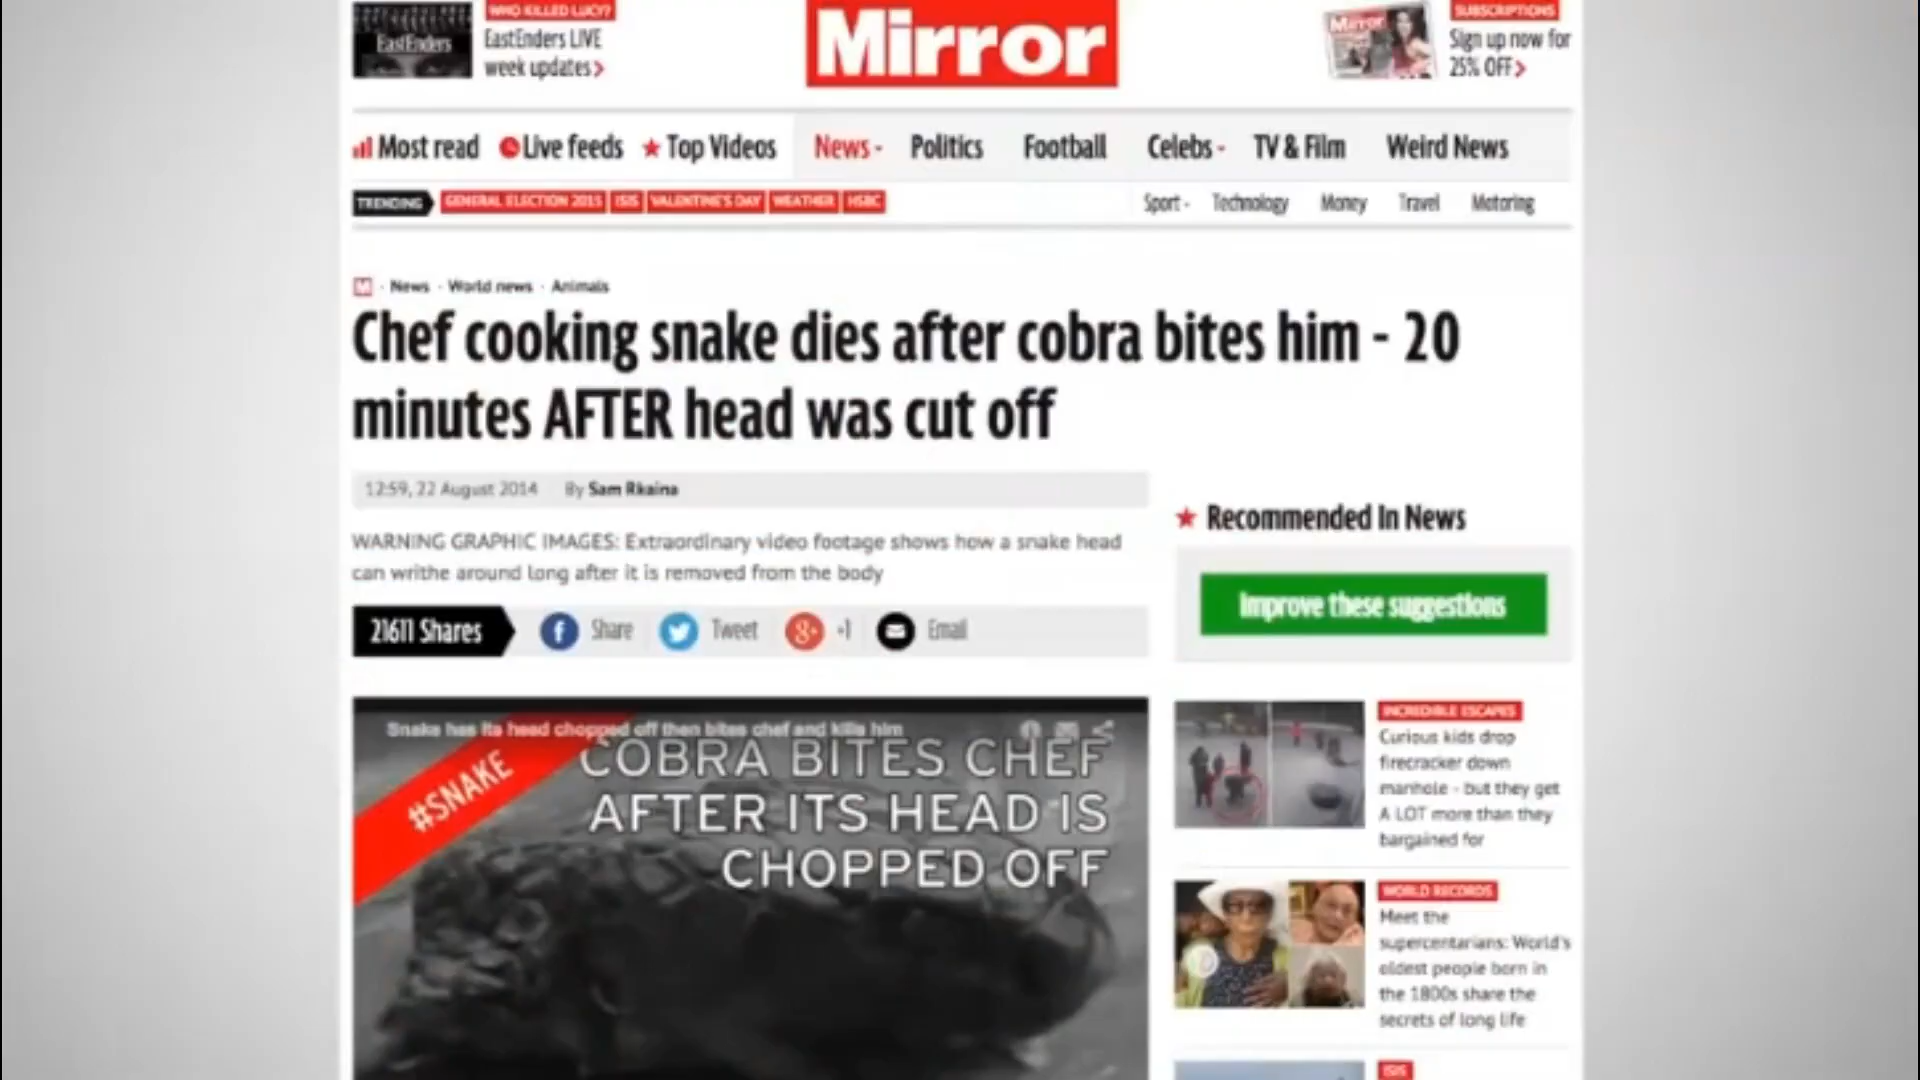 WHO KILLED LUCY?
EastEnders
EastEnders LIVE
week updates
Mirror
Mirror
SUBSCRIPTIONS
Sign up now for
25% OFF
Most read Live feeds Top Videos News Politics Football Celebs TV & Film Weird News
TRENDING GENERAL ELECTION 2015 ISIS VALENTINE'S DAY WEATHER HSBC Sport Technology Money Travel Motoring
M · News · World news · Animals
Chef cooking snake dies after cobra bites him - 20
minutes AFTER head was cut off
12:59, 22 August 2014 By Sam Rkaina
WARNING GRAPHIC IMAGES: Extraordinary video footage shows how a snake head
can writhe around long after it is removed from the body
21611 Shares f Share Tweet 8+ +1 Email
Snake has its head chopped off then bites chef and kills him
#SNAKE
COBRA BITES CHEF
AFTER ITS HEAD IS
CHOPPED OFF
Recommended In News
Improve these suggestions
INCREDIBLE ESCAPES
Curious kids drop
firecracker down
manhole - but they get
A LOT more than they
bargained for
WORLD RECORDS
Meet the
supercentarians: World's
oldest people born in
the 1800s share the
secrets of long life
ISIS